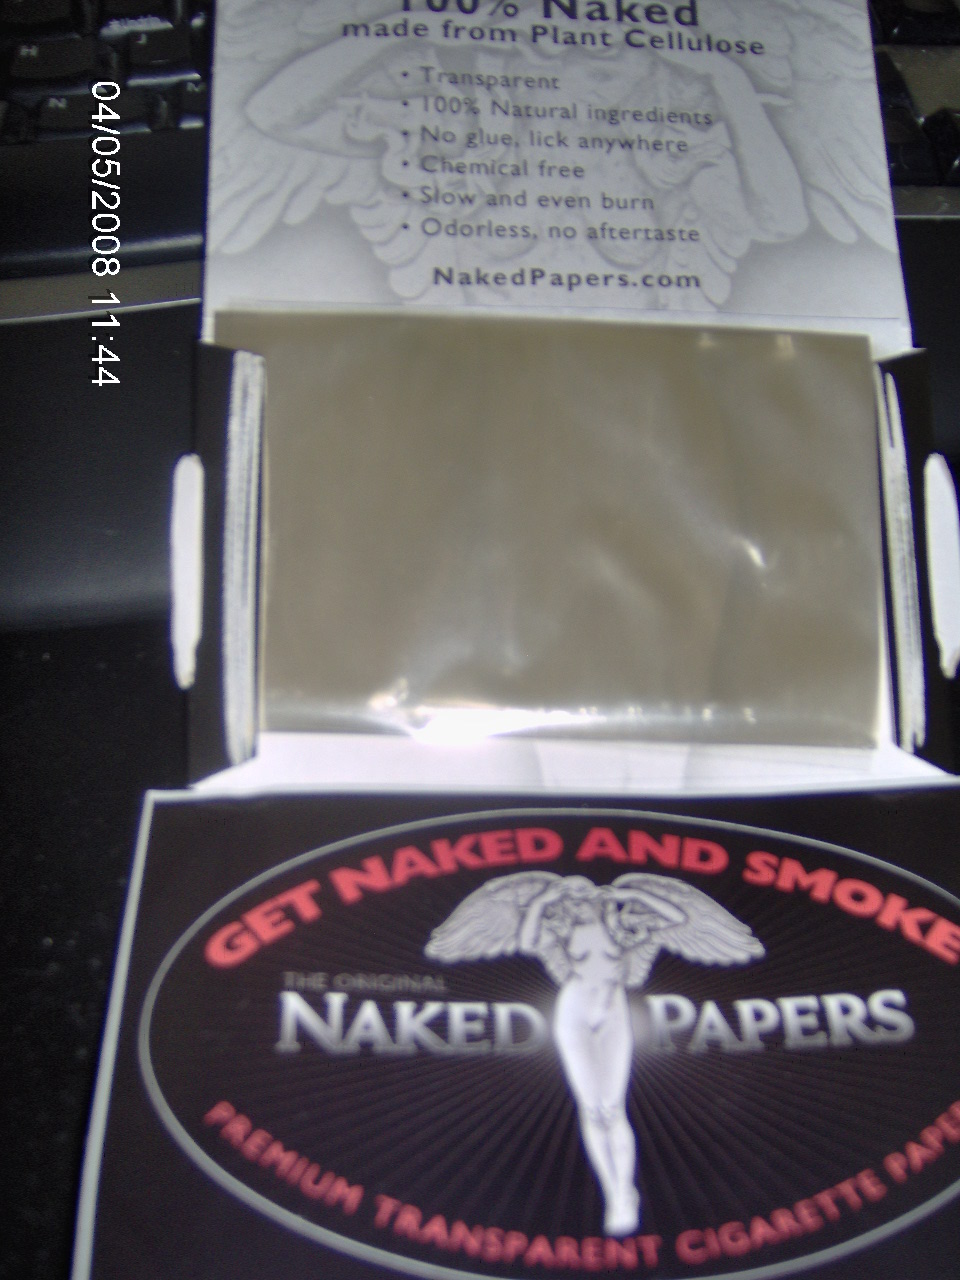 100% Naked
made from Plant Cellulose
• Transparent
• 100% Natural ingredients
• No glue, lick anywhere
• Chemical free
• Slow and even burn
• Odorless, no aftertaste
NakedPapers.com
04/05/2008 11:44
GET NAKED AND SMOKE
THE ORIGINAL
NAKED PAPERS
PREMIUM TRANSPARENT CIGARETTE PAPER
H
J
N